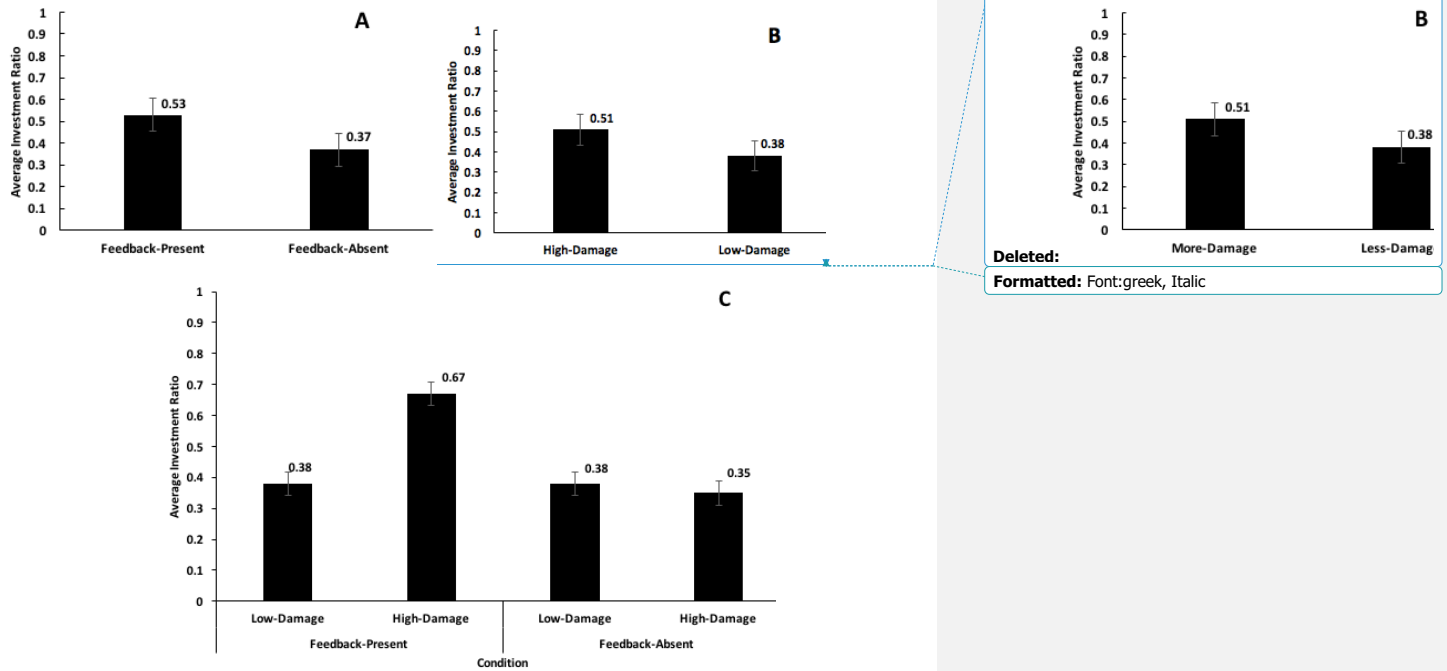 A
Average Investment Ratio
1
0.9
0.8
0.7
0.6
0.5
0.4
0.3
0.2
0.1
0
0.53
0.37
Feedback-Present
Feedback-Absent
B
Average Investment Ratio
1
0.9
0.8
0.7
0.6
0.5
0.4
0.3
0.2
0.1
0
0.51
0.38
High-Damage
Low-Damage
B
Average Investment Ratio
1
0.9
0.8
0.7
0.6
0.5
0.4
0.3
0.2
0.1
0
0.51
0.38
More-Damage
Less-Damag
Deleted:
Formatted: Font:greek, Italic
C
Average Investment Ratio
1
0.9
0.8
0.7
0.6
0.5
0.4
0.3
0.2
0.1
0
0.38
0.67
0.38
0.35
Low-Damage
High-Damage
Low-Damage
High-Damage
Feedback-Present
Feedback-Absent
Condition